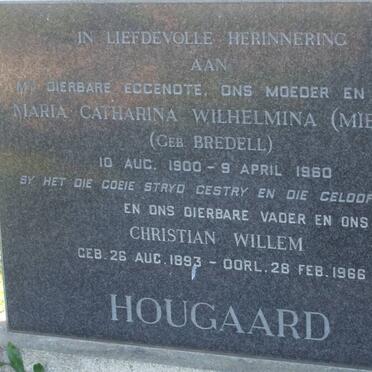 IN LIEFDEVOLLE HERINNERING
AAN
MY DIERBARE EGGENOTE, ONS MOEDER EN
MARIA CATHARINA WILHELMINA (MIE
(GEB. BREDELL)
10 AUG. 1900 - 9 APRIL 1960
SY HET DIE GOEIE STRYD GESTRY EN DIE GELOOF
EN ONS DIERBARE VADER EN ONS
CHRISTIAN WILLEM
GEB. 26 AUG. 1893 - OORL. 28 FEB. 1966
HOUGAARD